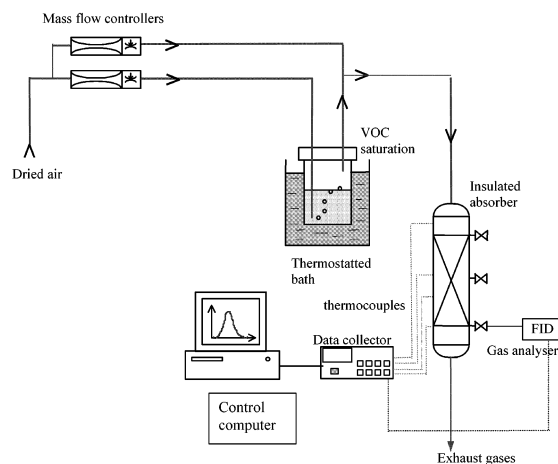 Mass flow controllers
VOC
saturation
Dried air
Insulated
absorber
Thermostatted
bath
thermocouples
FID
Data collector
Gas analyser
Control
computer
Exhaust gases